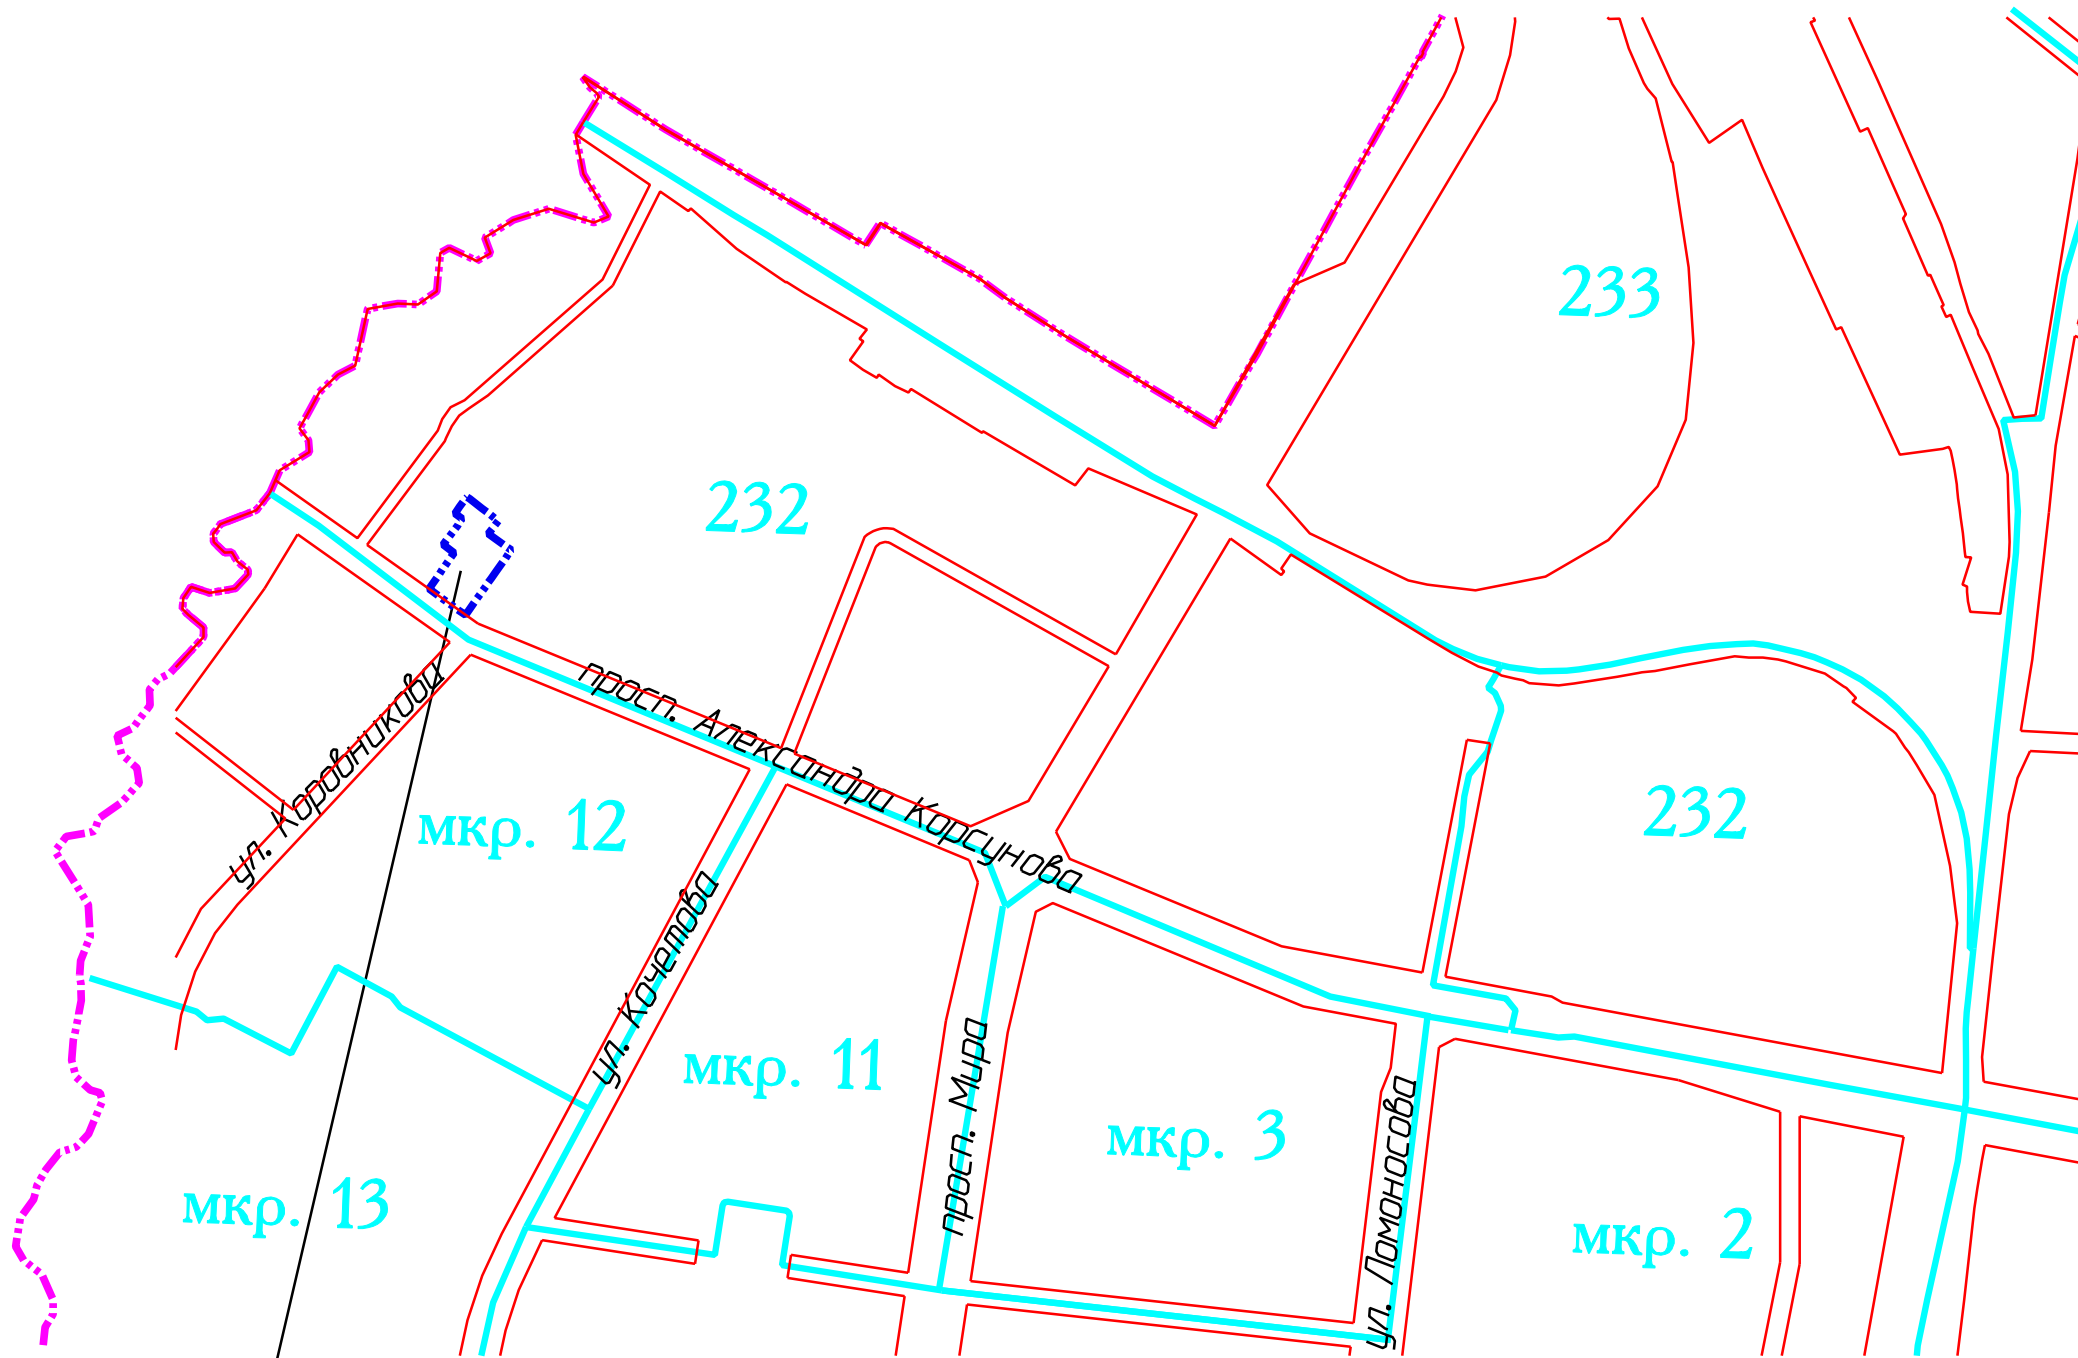 233
232
просп. Александра Корсунова
ул. Коровникова
мкр. 12
232
ул. Кочетова
мкр. 11
просп. Мира
мкр. 3
ул. Ломоносова
мкр. 13
мкр. 2